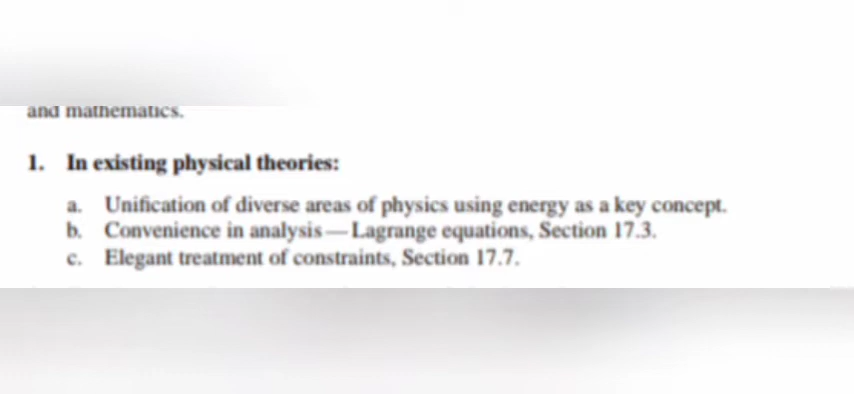 and mathematics.
1. In existing physical theories:
a. Unification of diverse areas of physics using energy as a key concept.
b. Convenience in analysis—Lagrange equations, Section 17.3.
c. Elegant treatment of constraints, Section 17.7.